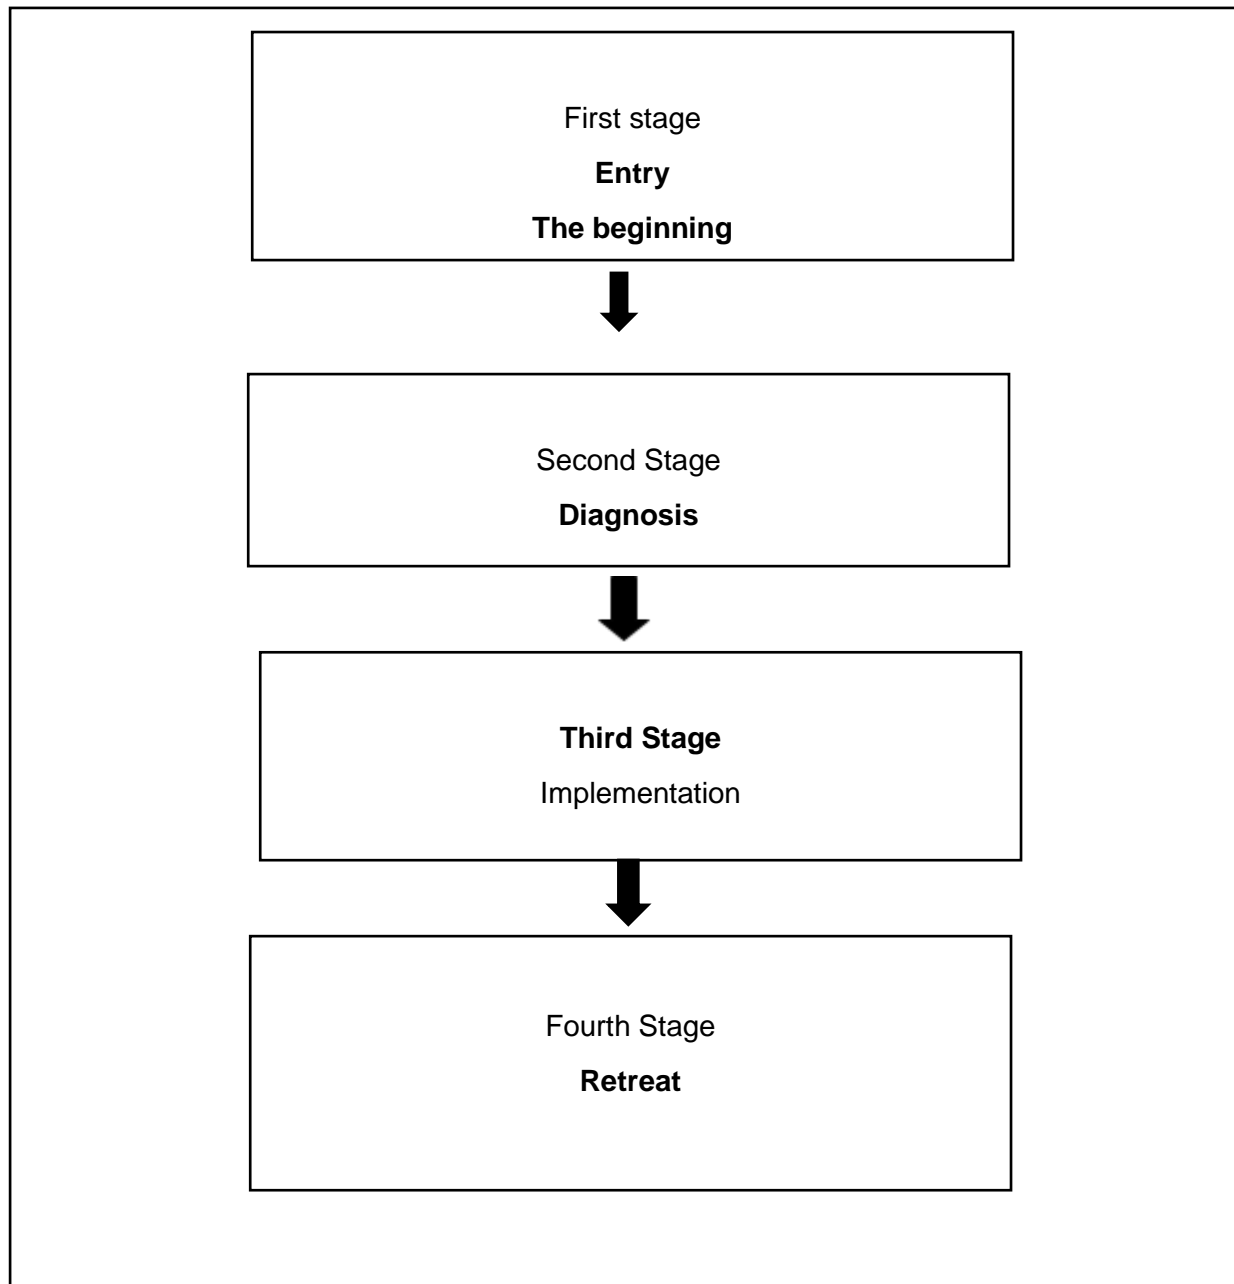 First stage
Entry
The beginning
Second Stage
Diagnosis
Third Stage
Implementation
Fourth Stage
Retreat